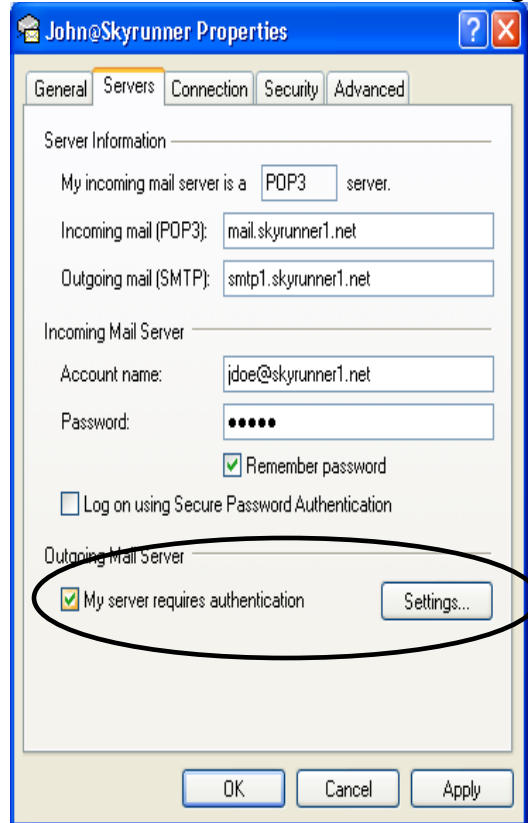 John@Skyrunner Properties
General Servers Connection Security Advanced
Server Information
My incoming mail server is a POP3 server.
Incoming mail (POP3): mail.skyrunner1.net
Outgoing mail (SMTP): smtp1.skyrunner1.net
Incoming Mail Server
Account name: jdoe@skyrunner1.net
Password: •••••
Remember password
Log on using Secure Password Authentication
Outgoing Mail Server
My server requires authentication Settings...
OK Cancel Apply